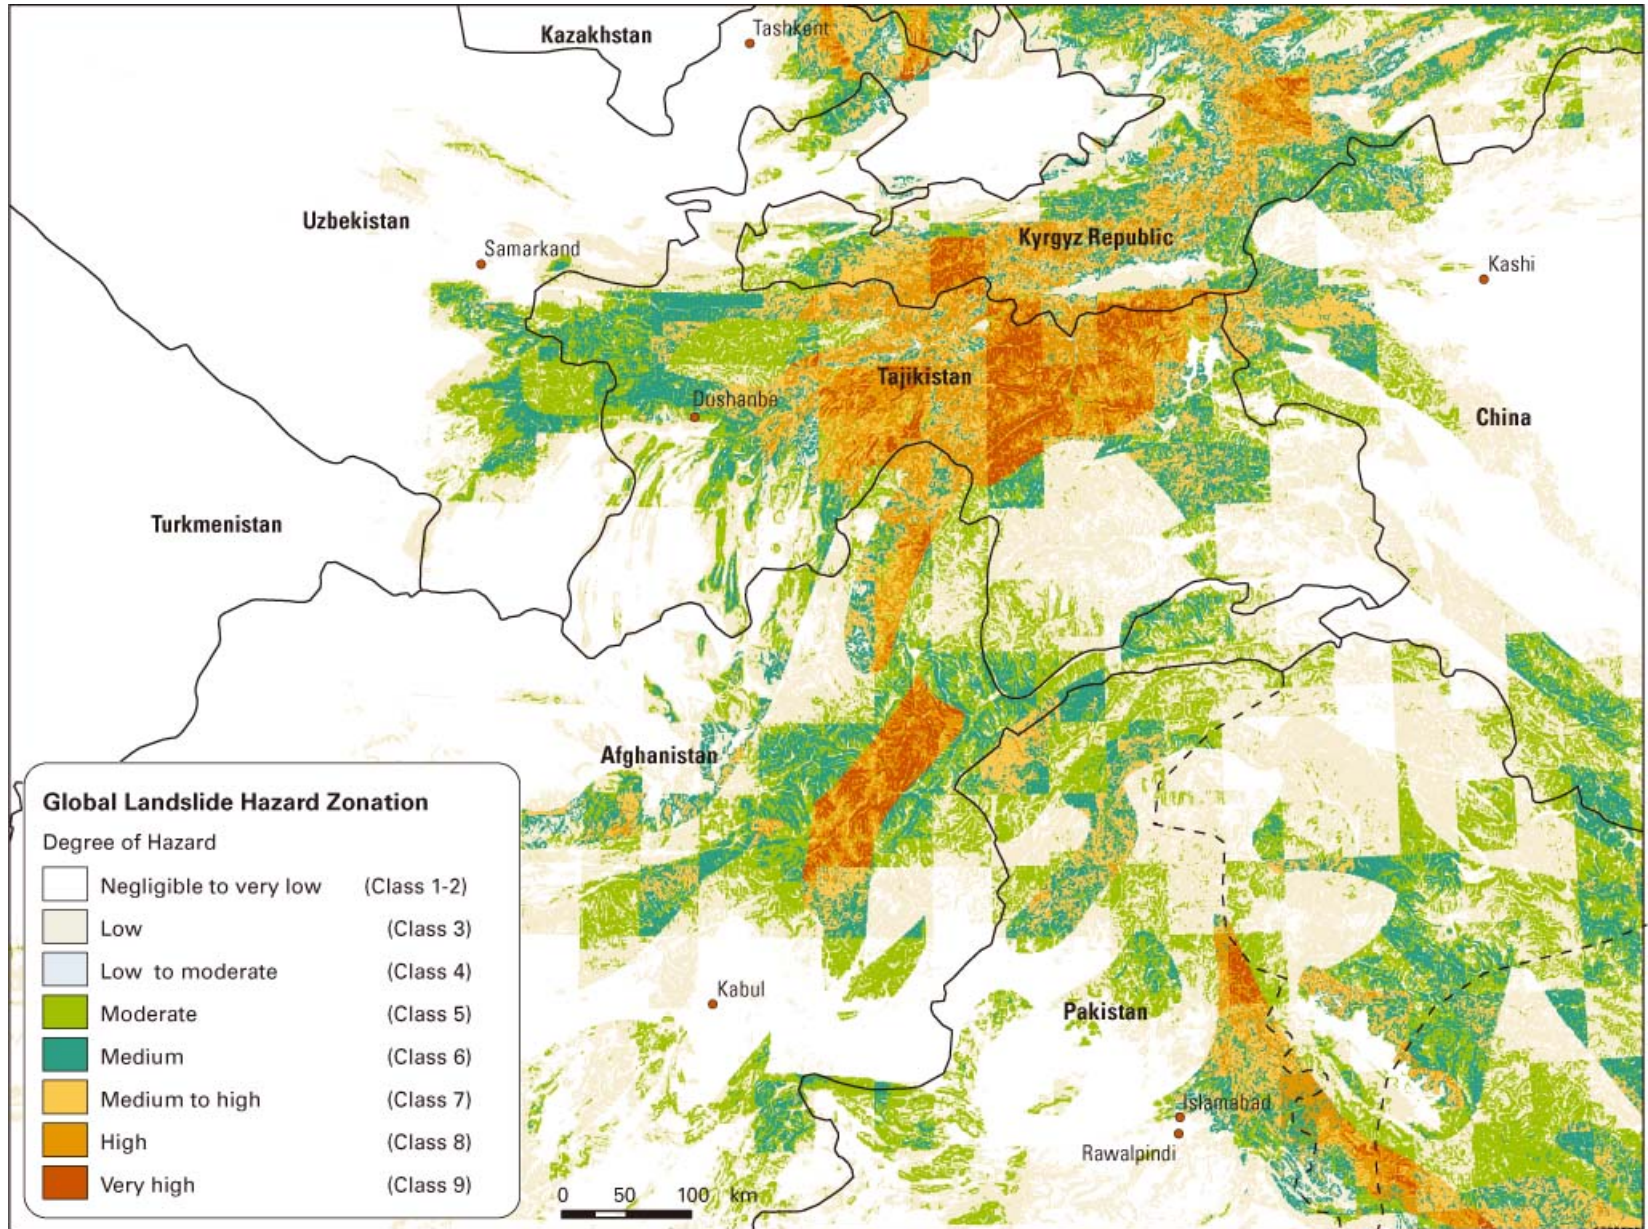 Kazakhstan
Tashkent
Uzbekistan
Samarkand
Kyrgyz Republic
Kashi
Tajikistan
Dushanbe
China
Turkmenistan
Afghanistan
Kabul
Pakistan
Islamabad
Rawalpindi
Global Landslide Hazard Zonation
Degree of Hazard
Negligible to very low (Class 1-2)
Low (Class 3)
Low to moderate (Class 4)
Moderate (Class 5)
Medium (Class 6)
Medium to high (Class 7)
High (Class 8)
Very high (Class 9)
0 50 100 km